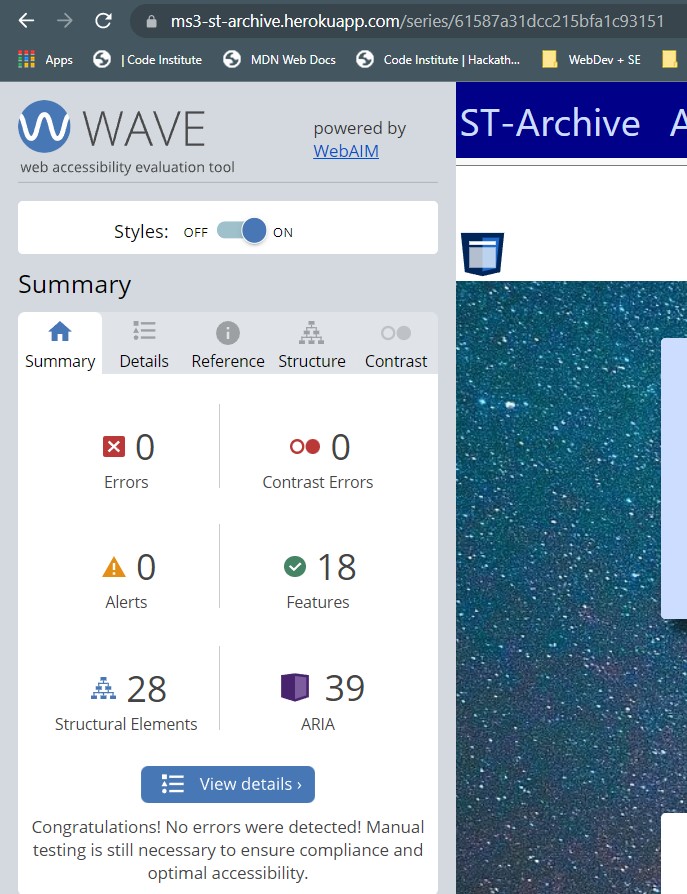 ms3-st-archive.herokuapp.com/series/61587a31dcc215bfa1c93151
Apps | Code Institute MDN Web Docs Code Institute | Hackath... WebDev + SE
WAVE
web accessibility evaluation tool
powered by
WebAIM
ST-Archive A
Styles: OFF ON
Summary
Summary Details Reference Structure Contrast
0 0
Errors Contrast Errors
0 18
Alerts Features
28 39
Structural Elements ARIA
View details ›
Congratulations! No errors were detected! Manual
testing is still necessary to ensure compliance and
optimal accessibility.